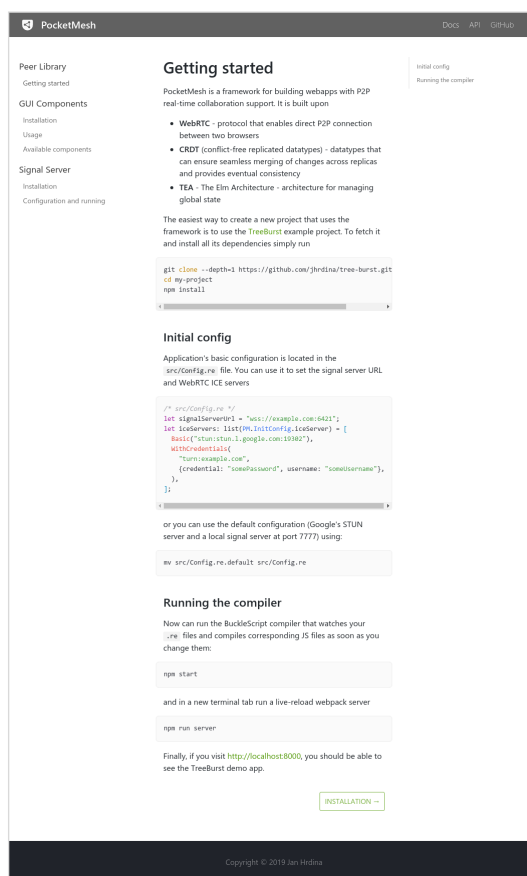 PocketMesh
Docs API GitHub
Peer Library
Getting started
GUI Components
Installation
Usage
Available components
Signal Server
Installation
Configuration and running
Getting started
PocketMesh is a framework for building webapps with P2P
real-time collaboration support. It is built upon
• WebRTC - protocol that enables direct P2P connection
between two browsers
• CRDT (conflict-free replicated datatypes) - datatypes that
can ensure seamless merging of changes across replicas
and provides eventual consistency
• TEA - The Elm Architecture - architecture for managing
global state
The easiest way to create a new project that uses the
framework is to use the TreeBurst example project. To fetch it
and install all its dependencies simply run
git clone --depth=1 https://github.com/jhrdina/tree-burst.git
cd my-project
npm install
Initial config
Application's basic configuration is located in the
src/Config.re file. You can use it to set the signal server URL
and WebRTC ICE servers
/* src/Config.re */
let signalServerUrl = "wss://example.com:6421";
let iceServers: list(PM.InitConfig.iceServer) = [
Basic("stun:stun.l.google.com:19302"),
WithCredentials(
"turn:example.com",
{credential: "somePassword", username: "someUsername"},
),
];
or you can use the default configuration (Google's STUN
server and a local signal server at port 7777) using:
mv src/Config.re.default src/Config.re
Running the compiler
Now can run the BuckleScript compiler that watches your
.re files and compiles corresponding JS files as soon as you
change them:
npm start
and in a new terminal tab run a live-reload webpack server
npm run server
Finally, if you visit http://localhost:8000, you should be able to
see the TreeBurst demo app.
INSTALLATION →
Initial config
Running the compiler
Copyright © 2019 Jan Hrdina